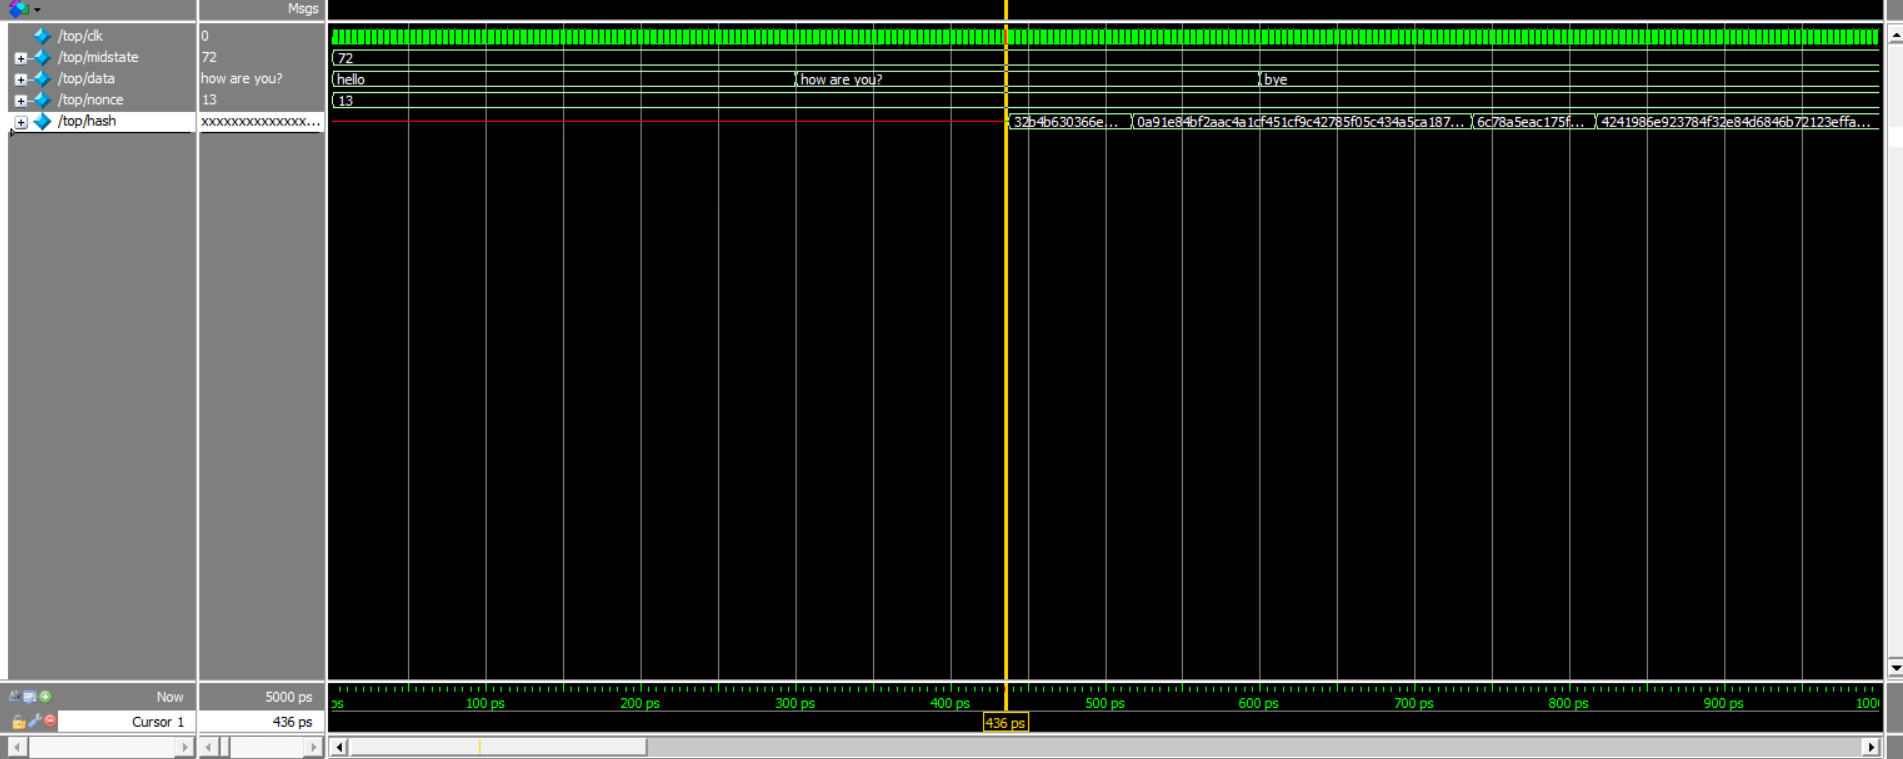 Msgs
/top/clk 0
/top/midstate 72 72
/top/data how are you? hello how are you? bye
/top/nonce 13 13
/top/hash xxxxxxxxxxxxxx... 32b4b630366e... 0a91e84bf2aac4a1cf451cf9c42785f05c434a5ca187... 6c78a5eac175f... 4241986e923784f32e84d6846b72123effa...
Now 5000 ps ps 100 ps 200 ps 300 ps 400 ps 500 ps 600 ps 700 ps 800 ps 900 ps 100
Cursor 1 436 ps 436 ps